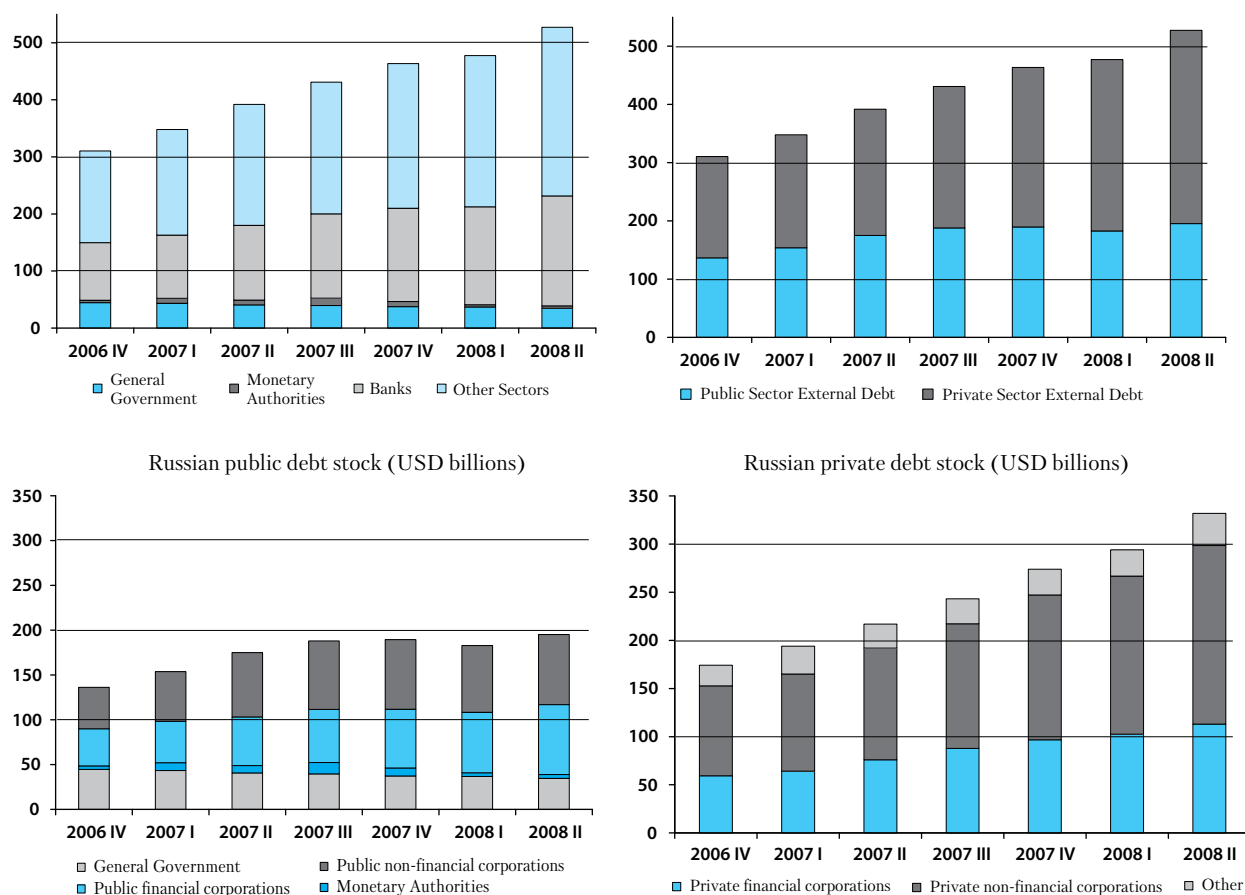 500
400
300
200
100
0
2006 IV 2007 I 2007 II 2007 III 2007 IV 2008 I 2008 II
General Government
Monetary Authorities
Banks
Other Sectors
500
400
300
200
100
0
2006 IV 2007 I 2007 II 2007 III 2007 IV 2008 I 2008 II
Public Sector External Debt
Private Sector External Debt
Russian public debt stock (USD billions)
350
300
250
200
150
100
50
0
2006 IV 2007 I 2007 II 2007 III 2007 IV 2008 I 2008 II
General Government
Public non-financial corporations
Public financial corporations
Monetary Authorities
Russian private debt stock (USD billions)
350
300
250
200
150
100
50
0
2006 IV 2007 I 2007 II 2007 III 2007 IV 2008 I 2008 II
Private financial corporations
Private non-financial corporations
Other